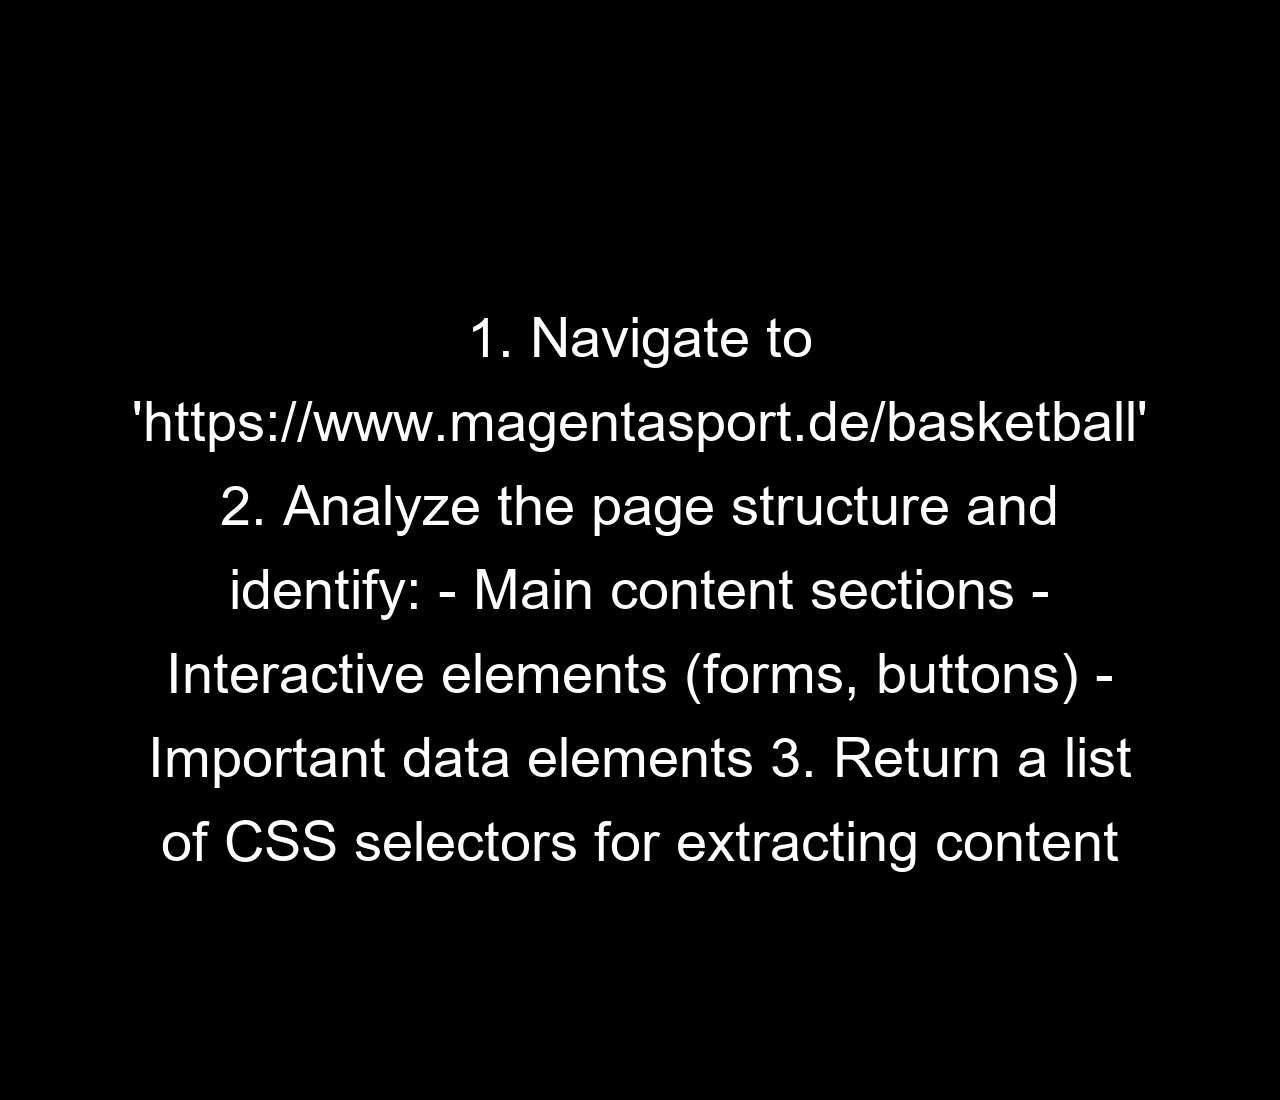 1. Navigate to
'https://www.magentasport.de/basketball'
2. Analyze the page structure and
identify: - Main content sections -
Interactive elements (forms, buttons) -
Important data elements 3. Return a list
of CSS selectors for extracting content